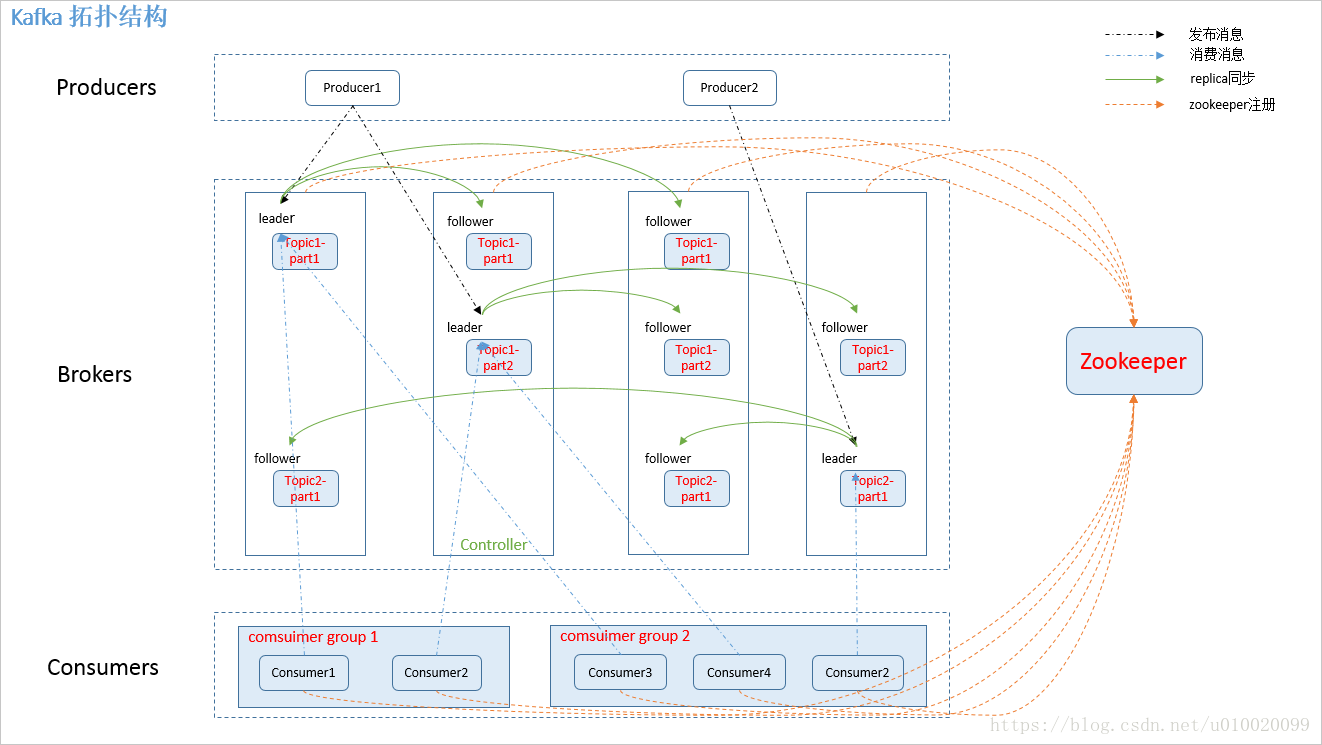 Kafka 拓扑结构
发布消息
消费消息
replica同步
zookeeper注册
Producers
Producer1
Producer2
Brokers
leader
Topic1-
part1
follower
Topic1-
part1
follower
Topic1-
part1
leader
Topic1-
part2
follower
Topic1-
part2
follower
Topic1-
part2
follower
Topic2-
part1
follower
Topic2-
part1
leader
Topic2-
part1
Controller
Zookeeper
Consumers
comsuimer group 1
Consumer1
Consumer2
comsuimer group 2
Consumer3
Consumer4
Consumer2
https://blog.csdn.net/u010020099